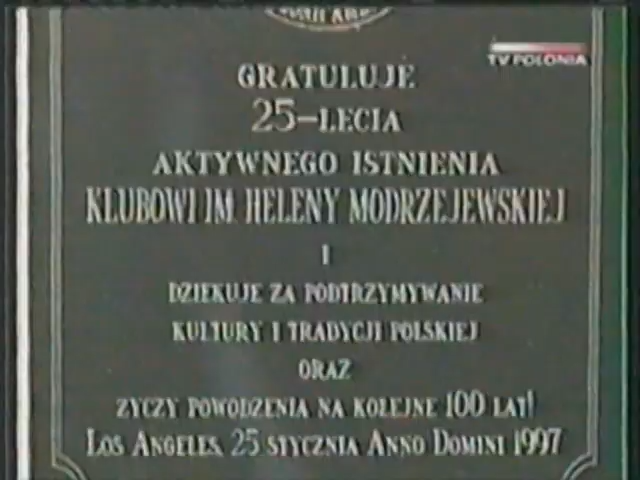 TV POLONIA
GRATULUJE
25-LECIA
AKTYWNEGO ISTNIENIA
KLUBOWI IM. HELENY MODRZEJEWSKIEJ
I
DZIEKUJE ZA PODTRZYMYWANIE
KULTURY I TRADYCJI POLSKIEJ
ORAZ
ZYCZY POWODZENIA NA KOLEJNE 100 LAT!
LOS ANGELES, 25 STYCZNIA ANNO DOMINI 1997